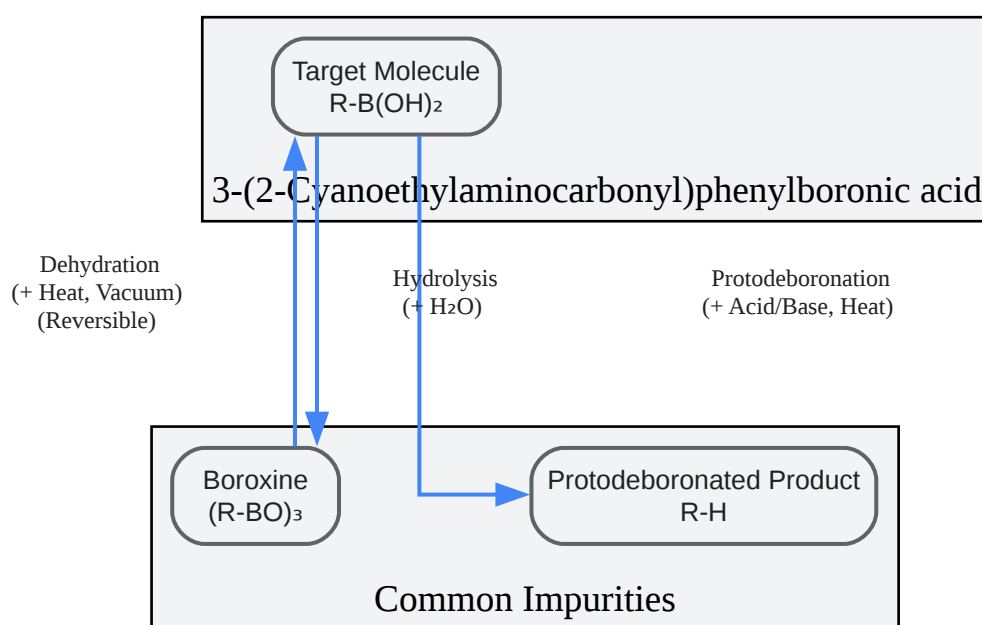 Target Molecule
R-B(OH)₂
3-(2-Cyanoethylaminocarbonyl)phenylboronic acid
Dehydration
(+ Heat, Vacuum)
(Reversible)
Hydrolysis
(+ H₂O)
Protodeboronation
(+ Acid/Base, Heat)
Boroxine
(R-BO)₃
Protodeboronated Product
R-H
Common Impurities